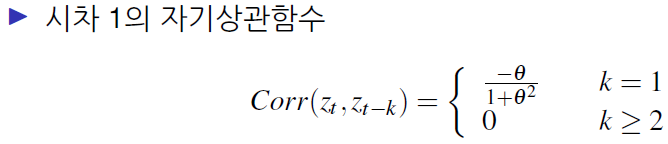 ▶ 시차 1의 자기상관함수
Corr(z_t, z_{t−k}) = { −θ/(1+θ²) k = 1
0 k ≥ 2